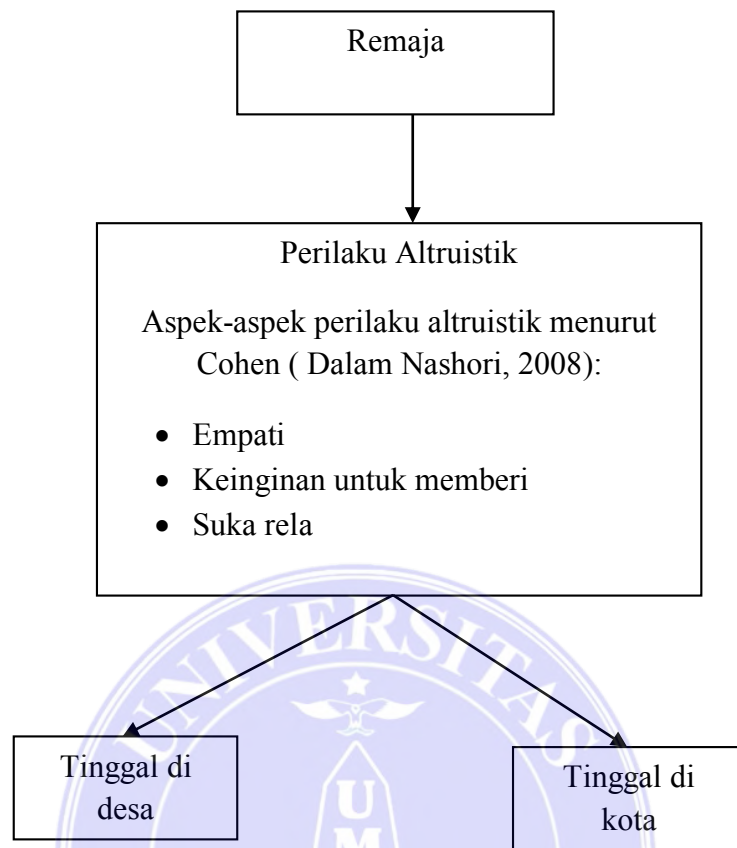 Remaja
Perilaku Altruistik
Aspek-aspek perilaku altruistik menurut
Cohen ( Dalam Nashori, 2008):
• Empati
• Keinginan untuk memberi
• Suka rela
UNIVERSITAS
Tinggal di
desa
Tinggal di
kota
U
M